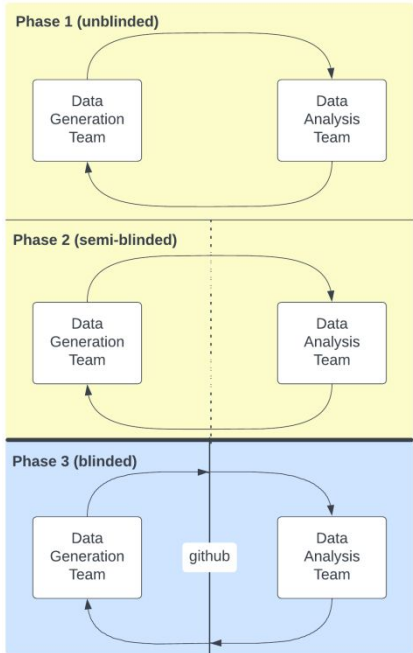 Phase 1 (unblinded)
Data
Generation
Team
Data
Analysis
Team
Phase 2 (semi-blinded)
Data
Generation
Team
Data
Analysis
Team
Phase 3 (blinded)
Data
Generation
Team
github
Data
Analysis
Team